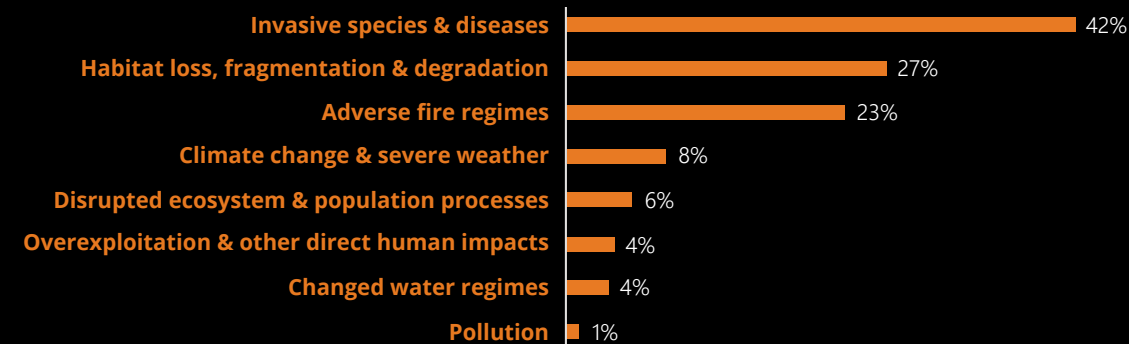 Invasive species & diseases 42%
Habitat loss, fragmentation & degradation 27%
Adverse fire regimes 23%
Climate change & severe weather 8%
Disrupted ecosystem & population processes 6%
Overexploitation & other direct human impacts 4%
Changed water regimes 4%
Pollution 1%